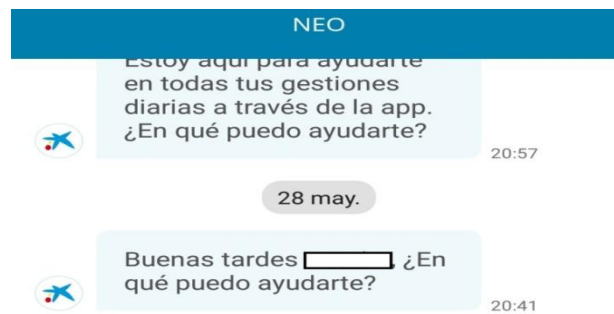 NEO
Estoy aquí para ayudarte
en todas tus gestiones
diarias a través de la app.
¿En qué puedo ayudarte?
20:57
28 may.
Buenas tardes , ¿En
qué puedo ayudarte?
20:41